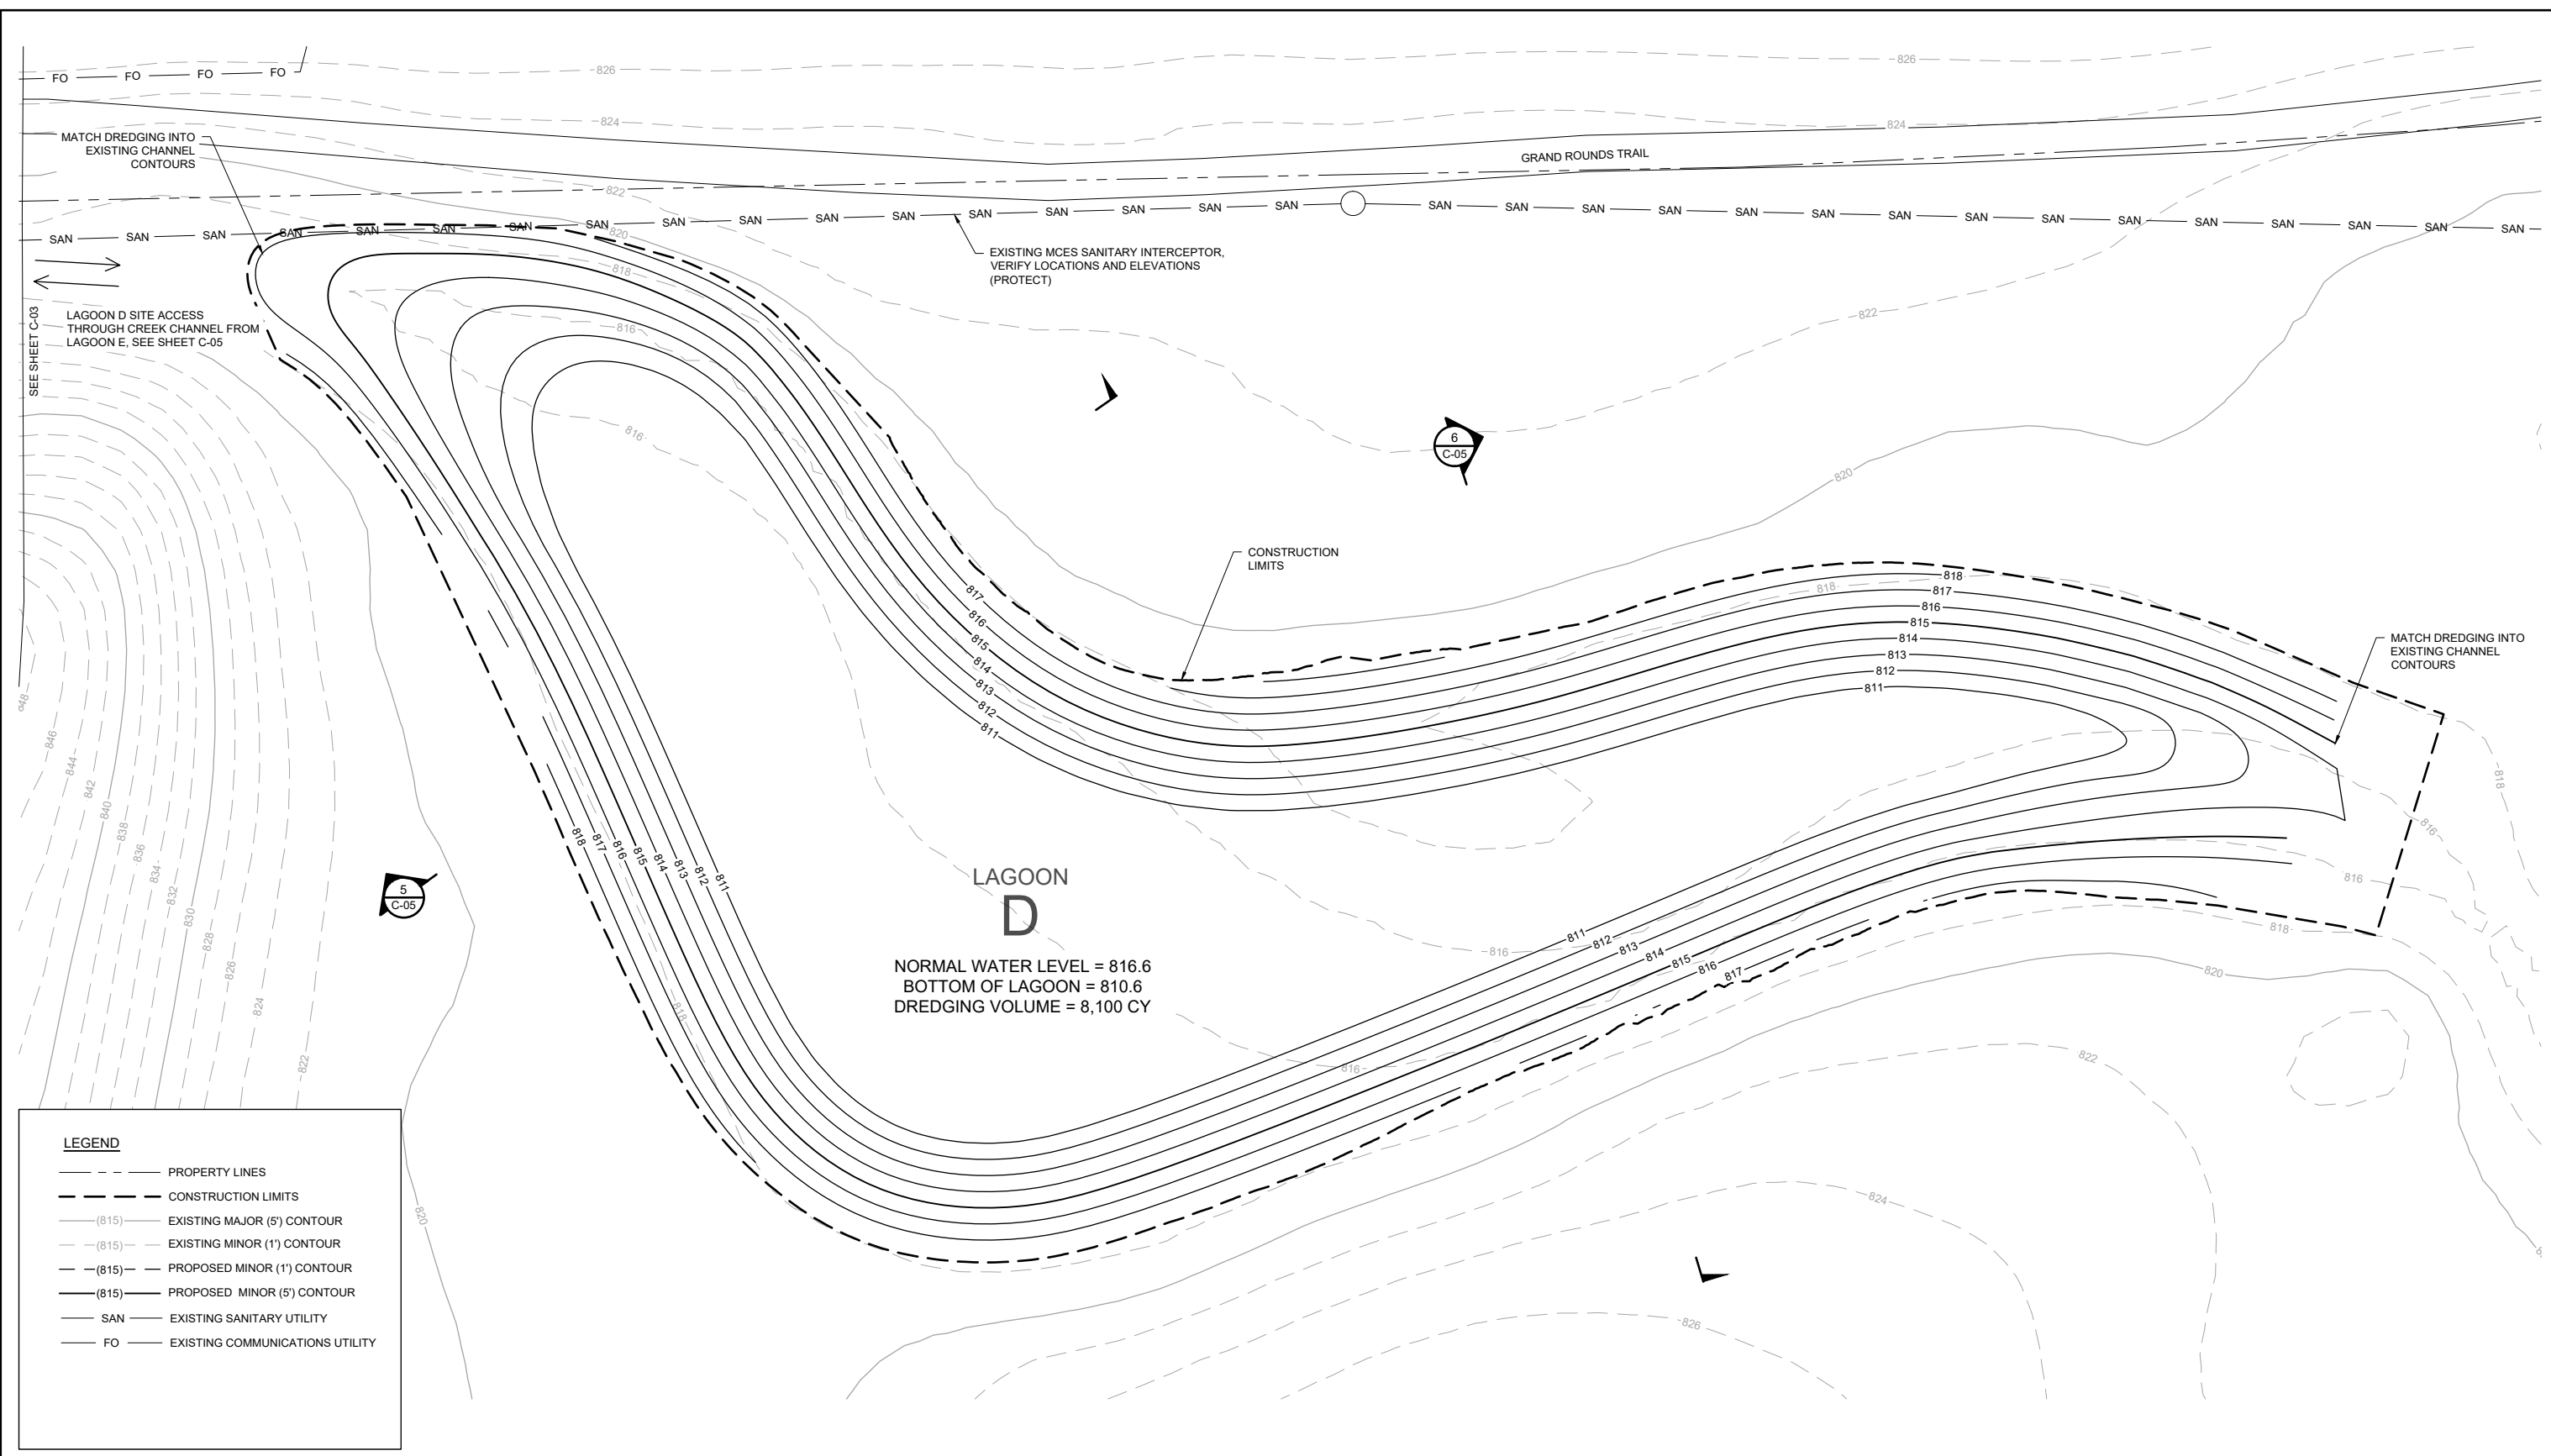 FO FO FO FO
826
826
824
824
MATCH DREDGING INTO
EXISTING CHANNEL
CONTOURS
GRAND ROUNDS TRAIL
822
SAN SAN SAN SAN SAN SAN SAN SAN SAN SAN SAN SAN SAN SAN SAN SAN SAN SAN SAN SAN SAN SAN SAN SAN SAN SAN SAN SAN SAN SAN SAN SAN
820
818
816
816
EXISTING MCES SANITARY INTERCEPTOR,
VERIFY LOCATIONS AND ELEVATIONS
(PROTECT)
SEE SHEET C-03
LAGOON D SITE ACCESS
THROUGH CREEK CHANNEL FROM
LAGOON E, SEE SHEET C-05
822
6
C-05
820
CONSTRUCTION
LIMITS
817
816
815
814
813
812
811
818
818
817
816
815
814
813
812
811
MATCH DREDGING INTO
EXISTING CHANNEL
CONTOURS
818
816
816
818
820
848
846
844
842
840
838
836
834
832
830
828
826
824
822
5
C-05
818
817
816
815
814
813
812
811
818
LAGOON
D
NORMAL WATER LEVEL = 816.6
BOTTOM OF LAGOON = 810.6
DREDGING VOLUME = 8,100 CY
816
811
812
813
814
815
816
817
816
822
824
826
820
LEGEND
PROPERTY LINES
CONSTRUCTION LIMITS
(815) EXISTING MAJOR (5') CONTOUR
(815) EXISTING MINOR (1') CONTOUR
(815) PROPOSED MINOR (1') CONTOUR
(815) PROPOSED MINOR (5') CONTOUR
SAN EXISTING SANITARY UTILITY
FO EXISTING COMMUNICATIONS UTILITY